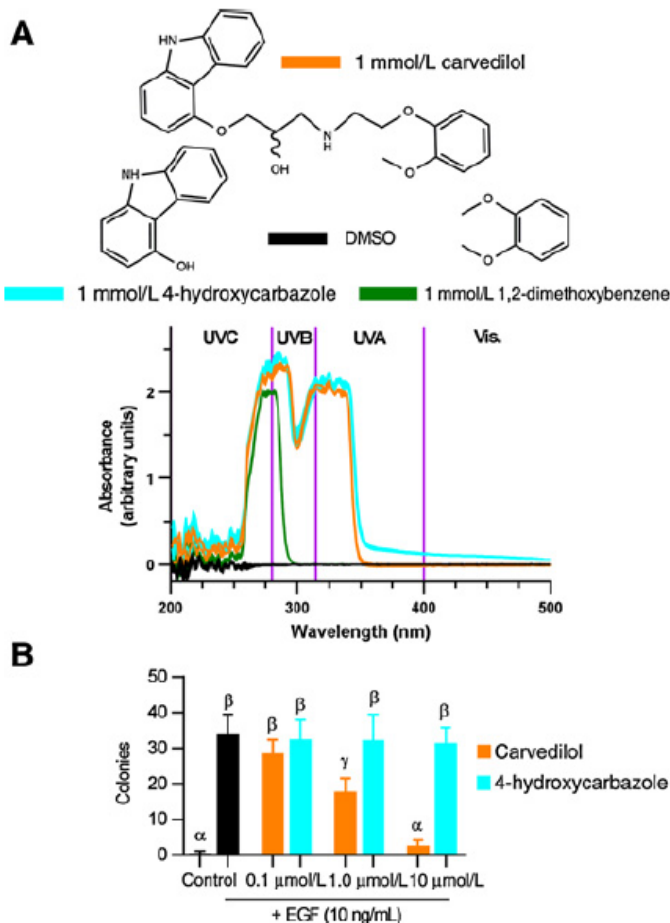 A
HN
1 mmol/L carvedilol
O
OH
N
H
O
O
NH
OH
DMSO
O
O
1 mmol/L 4-hydroxycarbazole
1 mmol/L 1,2-dimethoxybenzene
UVC UVB UVA Vis.
Absorbance
(arbitrary units)
2
1
0
200 300 400 500
Wavelength (nm)
B
Colonies
40
30
20
10
0
α β β β γ β α β
Carvedilol
4-hydroxycarbazole
Control 0.1 μmol/L 1.0 μmol/L 10 μmol/L
+ EGF (10 ng/mL)